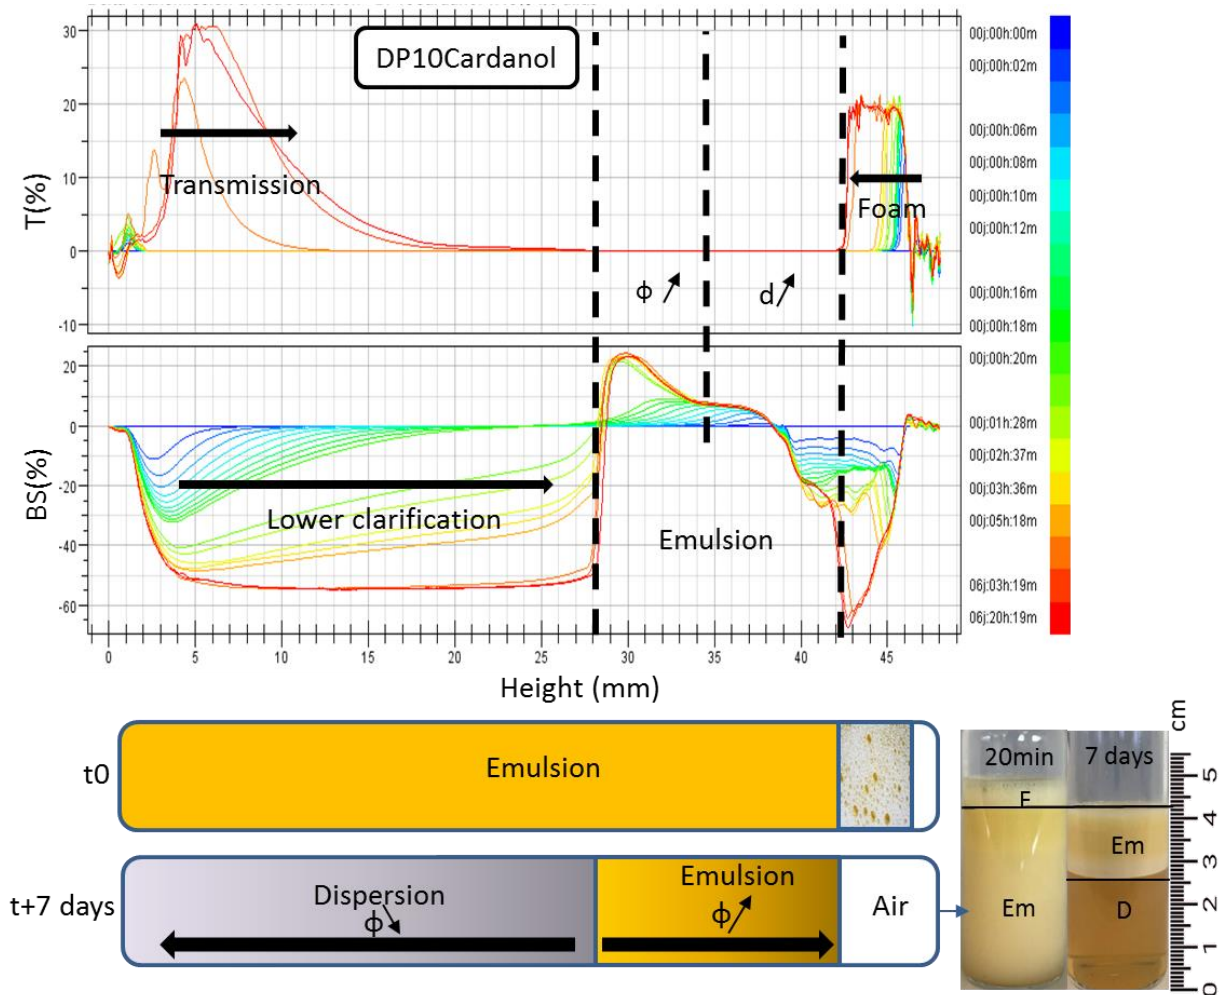 DP10Cardanol
T(%)
30
20
10
0
-10
Transmission
Foam
ϕ
d
00j:00h:00m
00j:00h:02m
00j:00h:06m
00j:00h:08m
00j:00h:10m
00j:00h:12m
00j:00h:16m
00j:00h:18m
00j:00h:20m
00j:01h:28m
00j:02h:37m
00j:03h:36m
00j:05h:18m
06j:03h:19m
06j:20h:19m
BS(%)
20
0
-20
-40
-60
Lower clarification
Emulsion
0 5 10 15 20 25 30 35 40 45
Height (mm)
t0
Emulsion
t+7 days
Dispersion
ϕ
Emulsion
ϕ
Air
20min
7 days
F
Em
Em
D
cm
5
4
3
2
1
0